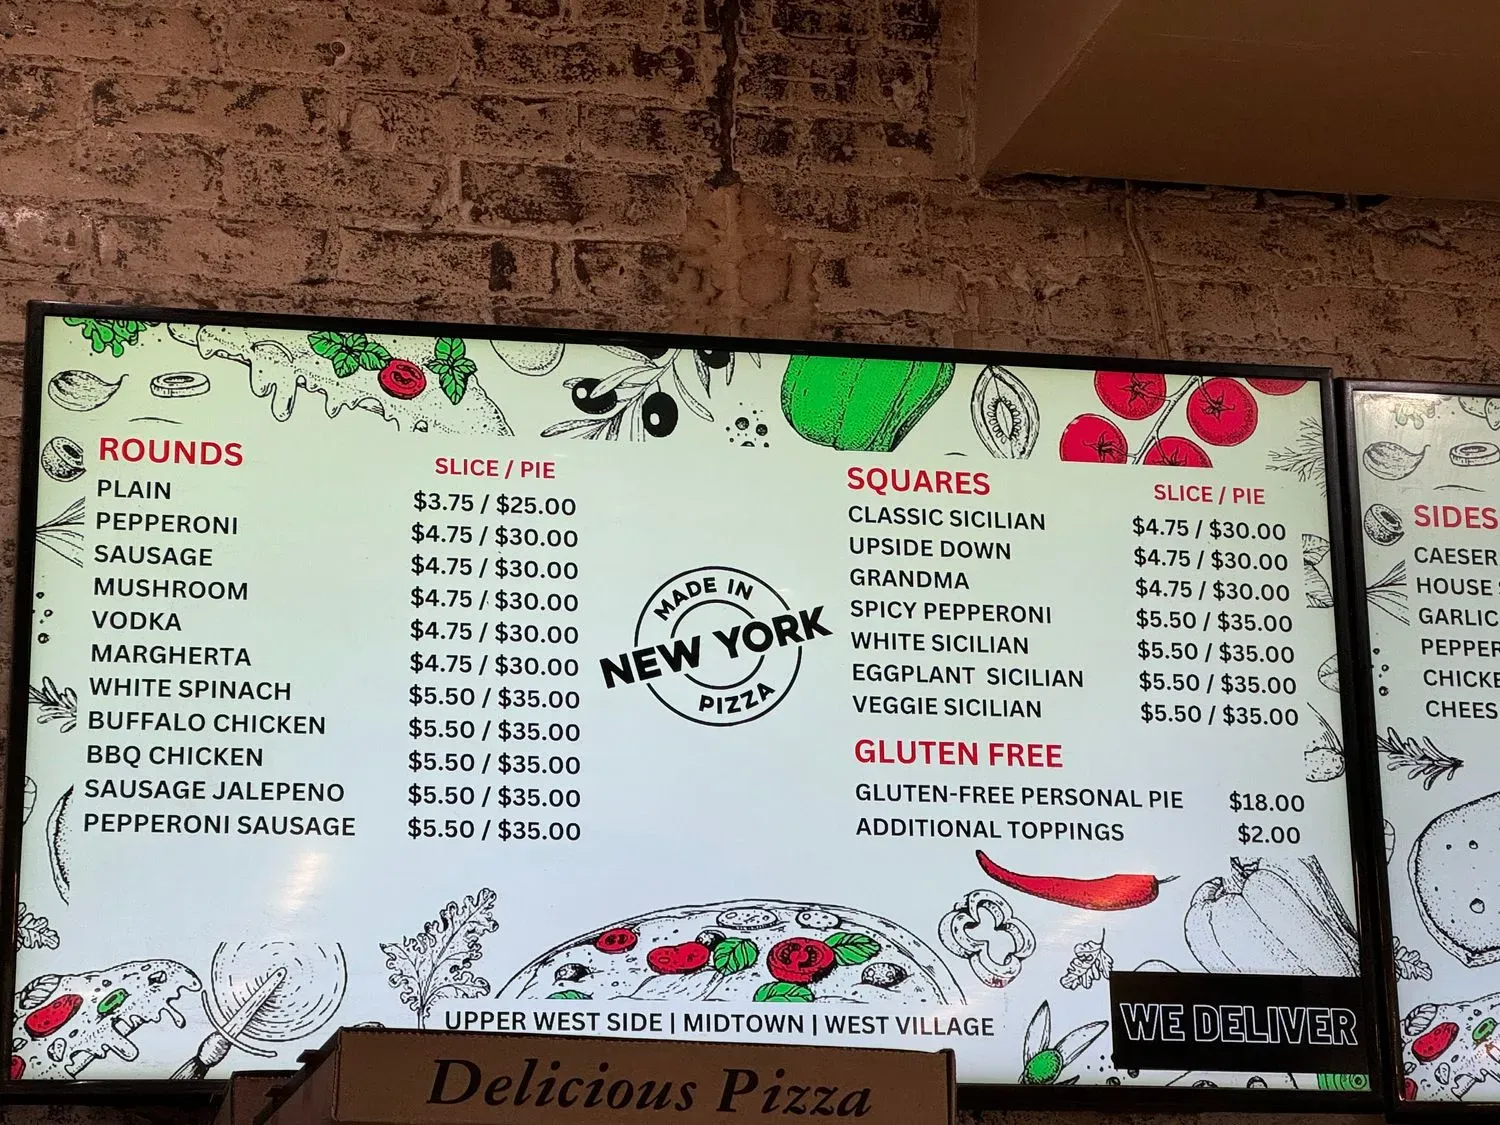 ROUNDS
SLICE / PIE
PLAIN $3.75 / $25.00
PEPPERONI $4.75 / $30.00
SAUSAGE $4.75 / $30.00
MUSHROOM $4.75 / $30.00
VODKA $4.75 / $30.00
MARGHERTA $4.75 / $30.00
WHITE SPINACH $5.50 / $35.00
BUFFALO CHICKEN $5.50 / $35.00
BBQ CHICKEN $5.50 / $35.00
SAUSAGE JALEPENO $5.50 / $35.00
PEPPERONI SAUSAGE $5.50 / $35.00
MADE IN
NEW YORK
PIZZA
SQUARES
SLICE / PIE
CLASSIC SICILIAN $4.75 / $30.00
UPSIDE DOWN $4.75 / $30.00
GRANDMA $4.75 / $30.00
SPICY PEPPERONI $5.50 / $35.00
WHITE SICILIAN $5.50 / $35.00
EGGPLANT SICILIAN $5.50 / $35.00
VEGGIE SICILIAN $5.50 / $35.00
GLUTEN FREE
GLUTEN-FREE PERSONAL PIE $18.00
ADDITIONAL TOPPINGS $2.00
UPPER WEST SIDE | MIDTOWN | WEST VILLAGE
WE DELIVER
Delicious Pizza
SIDES
CAESER
HOUSE
GARLIC